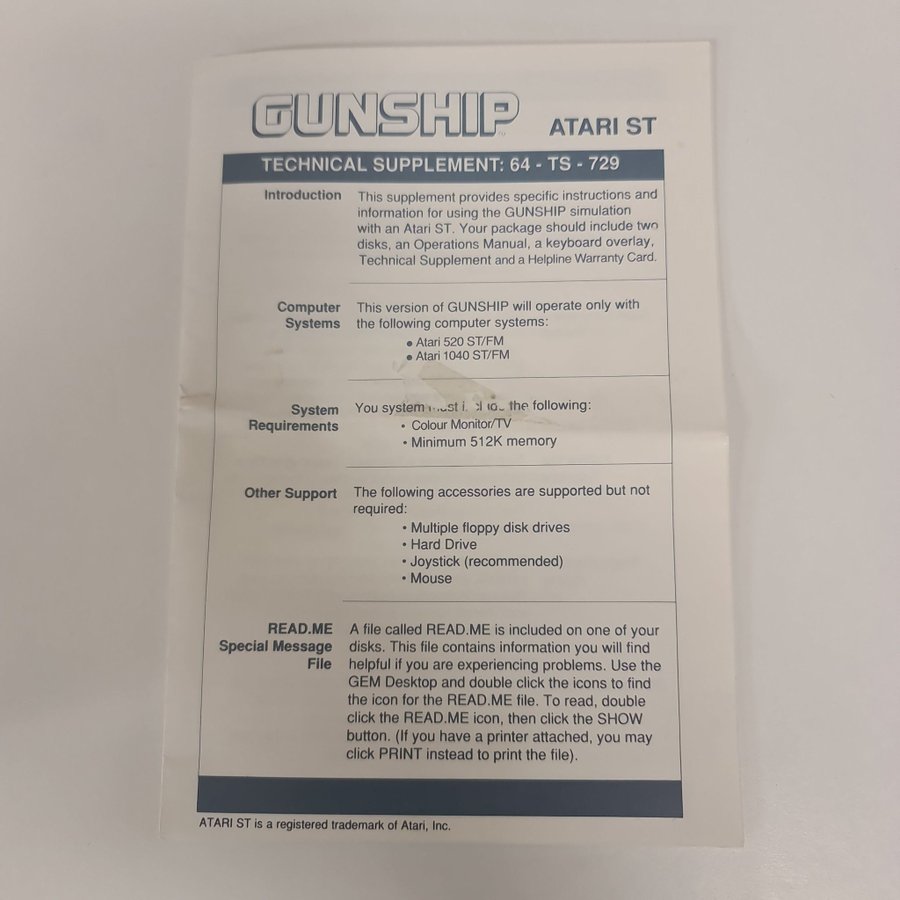 GUNSHIP
ATARI ST
TECHNICAL SUPPLEMENT: 64 - TS - 729
Introduction
This supplement provides specific instructions and
information for using the GUNSHIP simulation
with an Atari ST. Your package should include two
disks, an Operations Manual, a keyboard overlay,
Technical Supplement and a Helpline Warranty Card.
Computer
Systems
This version of GUNSHIP will operate only with
the following computer systems:
• Atari 520 ST/FM
• Atari 1040 ST/FM
System
Requirements
You system must include the following:
• Colour Monitor/TV
• Minimum 512K memory
Other Support
The following accessories are supported but not
required:
• Multiple floppy disk drives
• Hard Drive
• Joystick (recommended)
• Mouse
READ.ME
Special Message
File
A file called READ.ME is included on one of your
disks. This file contains information you will find
helpful if you are experiencing problems. Use the
GEM Desktop and double click the icons to find
the icon for the READ.ME file. To read, double
click the READ.ME icon, then click the SHOW
button. (If you have a printer attached, you may
click PRINT instead to print the file).
ATARI ST is a registered trademark of Atari, Inc.